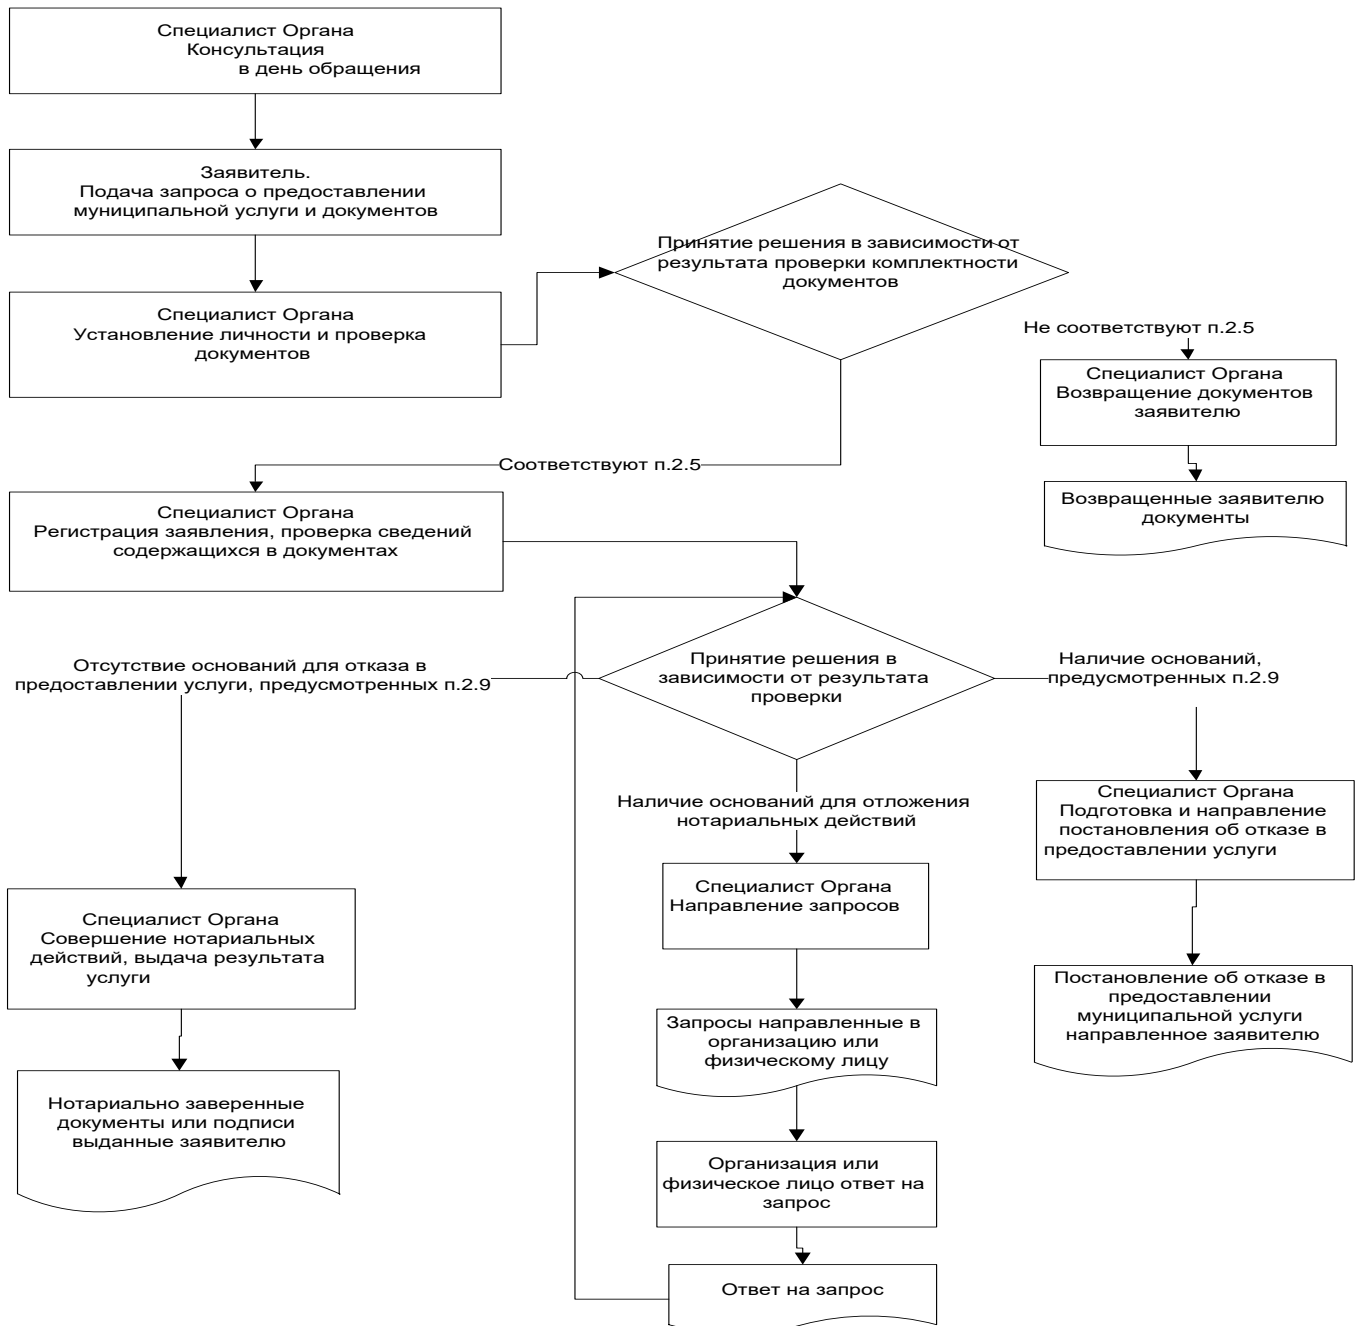 Специалист Органа
Консультация
в день обращения
Заявитель.
Подача запроса о предоставлении
муниципальной услуги и документов
Специалист Органа
Установление личности и проверка
документов
Принятие решения в зависимости от
результата проверки комплектности
документов
Не соответствуют п.2.5
Специалист Органа
Возвращение документов
заявителю
Возвращенные заявителю
документы
Соответствуют п.2.5
Специалист Органа
Регистрация заявления, проверка сведений
содержащихся в документах
Принятие решения в
зависимости от результата
проверки
Отсутствие оснований для отказа в
предоставлении услуги, предусмотренных п.2.9
Наличие оснований,
предусмотренных п.2.9
Наличие оснований для отложения
нотариальных действий
Специалист Органа
Подготовка и направление
постановления об отказе в
предоставлении услуги
Специалист Органа
Направление запросов
Специалист Органа
Совершение нотариальных
действий, выдача результата
услуги
Постановление об отказе в
предоставлении
муниципальной услуги
направленное заявителю
Запросы направленные в
организацию или
физическому лицу
Нотариально заверенные
документы или подписи
выданные заявителю
Организация или
физическое лицо ответ на
запрос
Ответ на запрос